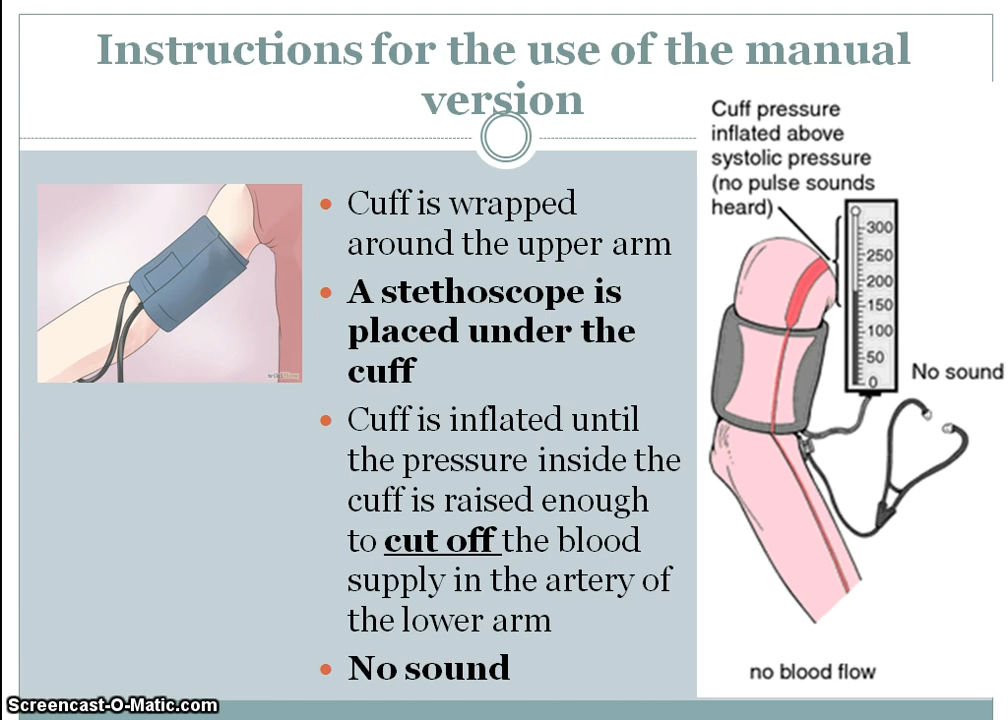 Instructions for the use of the manual
version
Cuff is wrapped
around the upper arm
A stethoscope is
placed under the
cuff
Cuff is inflated until
the pressure inside the
cuff is raised enough
to cut off the blood
supply in the artery of
the lower arm
No sound
wikiHow
Cuff pressure
inflated above
systolic pressure
(no pulse sounds
heard)
300
250
200
150
100
50
0
No sound
no blood flow
Screencast-O-Matic.com